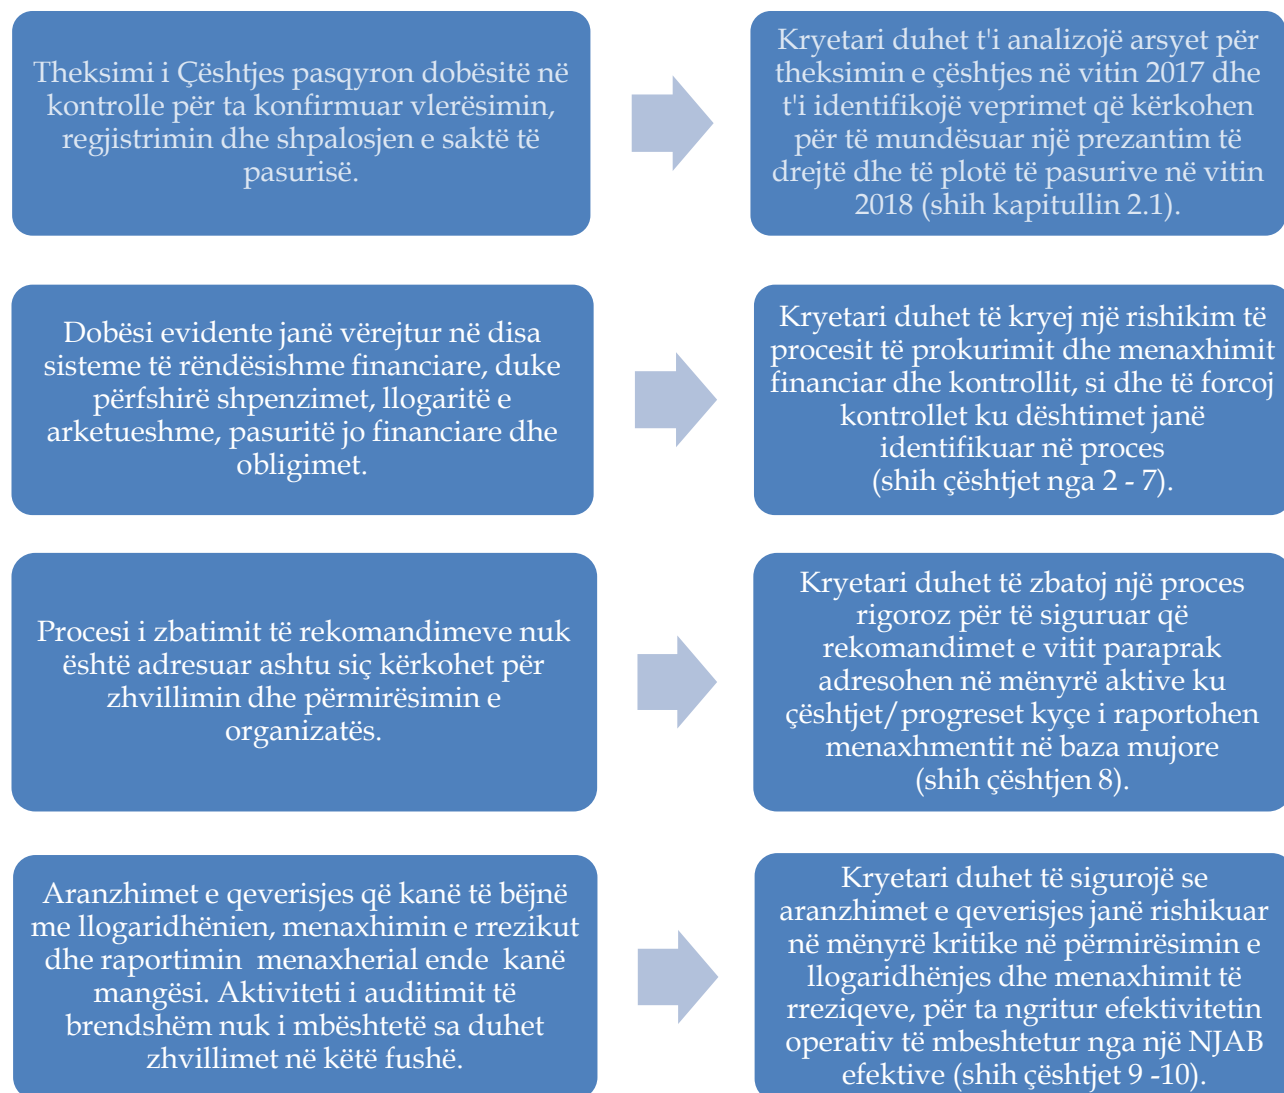 Theksimi i Çështjes pasqyron dobësitë në
kontrolle për ta konfirmuar vlerësimin,
regjistrimin dhe shpalosjen e saktë të
pasurisë.
Kryetari duhet t'i analizojë arsyet për
theksimin e çështjes në vitin 2017 dhe
t'i identifikojë veprimet që kërkohen
për të mundësuar një prezantim të
drejtë dhe të plotë të pasurive në vitin
2018 (shih kapitullin 2.1).
Dobësi evidente janë vërejtur në disa
sisteme të rëndësishme financiare, duke
përfshirë shpenzimet, llogaritë e
arketueshme, pasuritë jo financiare dhe
obligimet.
Kryetari duhet të kryej një rishikim të
procesit të prokurimit dhe menaxhimit
financiar dhe kontrollit, si dhe të forcoj
kontrollet ku dështimet janë
identifikuar në proces
(shih çështjet nga 2 - 7).
Procesi i zbatimit të rekomandimeve nuk
është adresuar ashtu siç kërkohet për
zhvillimin dhe përmirësimin e
organizatës.
Kryetari duhet të zbatoj një proces
rigoroz për të siguruar që
rekomandimet e vitit paraprak
adresohen në mënyrë aktive ku
çështjet/progreset kyçe i raportohen
menaxhmentit në baza mujore
(shih çështjen 8).
Aranzhimet e qeverisjes që kanë të bëjnë
me llogaridhënien, menaxhimin e rrezikut
dhe raportimin menaxherial ende kanë
mangësi. Aktiviteti i auditimit të
brendshëm nuk i mbështetë sa duhet
zhvillimet në këtë fushë.
Kryetari duhet të sigurojë se
aranzhimet e qeverisjes janë rishikuar
në mënyrë kritike në përmirësimin e
llogaridhënjes dhe menaxhimit të
rreziqeve, për ta ngritur efektivitetin
operativ të mbeshtetur nga një NJAB
efektive (shih çështjet 9 -10).